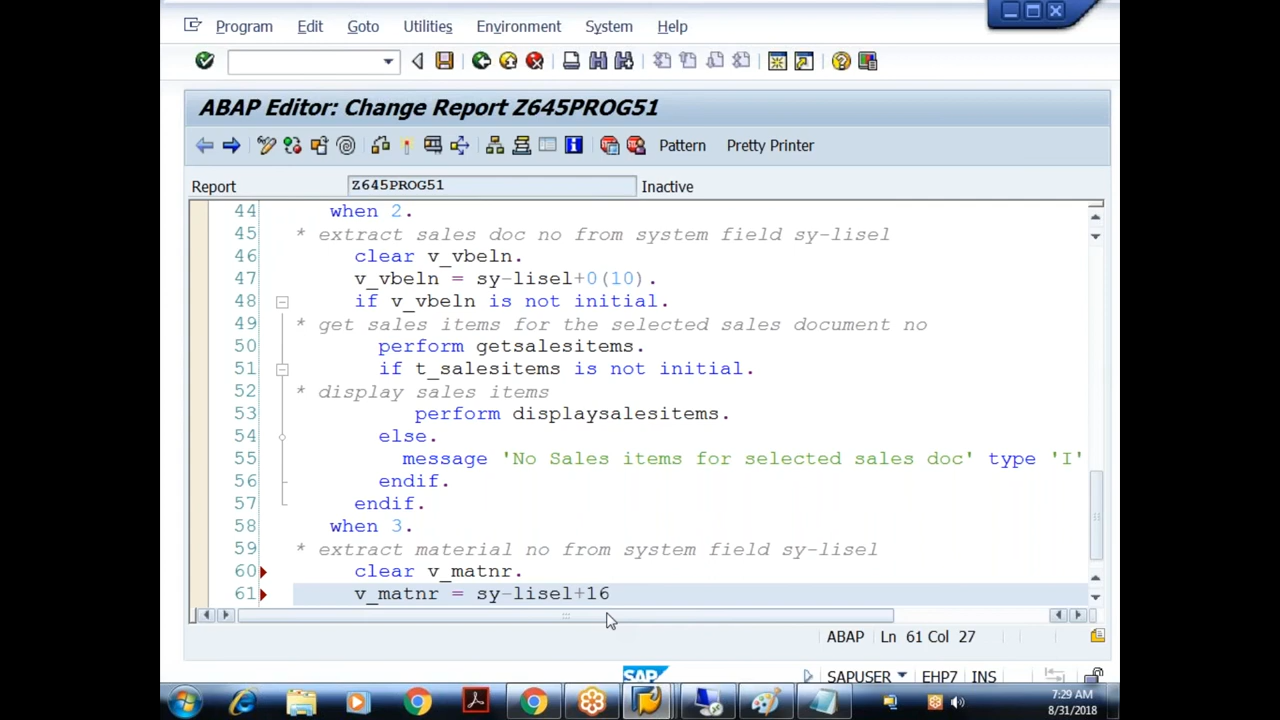 Program Edit Goto Utilities Environment System Help
ABAP Editor: Change Report Z645PROG51
Pattern Pretty Printer
Report Z645PROG51 Inactive
44 when 2.
45 * extract sales doc no from system field sy-lisel
46 clear v_vbeln.
47 v_vbeln = sy-lisel+0(10).
48 if v_vbeln is not initial.
49 * get sales items for the selected sales document no
50 perform getsalesitems.
51 if t_salesitems is not initial.
52 * display sales items
53 perform displaysalesitems.
54 else.
55 message 'No Sales items for selected sales doc' type 'I'
56 endif.
57 endif.
58 when 3.
59 * extract material no from system field sy-lisel
60 clear v_matnr.
61 v_matnr = sy-lisel+16
ABAP Ln 61 Col 27
SAP SAPUSER EHP7 INS
7:29 AM
8/31/2018